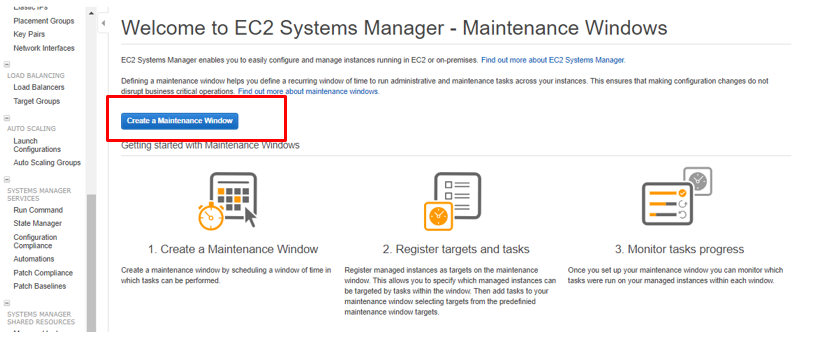 Elastic IPs
Placement Groups
Key Pairs
Network Interfaces
LOAD BALANCING
Load Balancers
Target Groups
AUTO SCALING
Launch
Configurations
Auto Scaling Groups
SYSTEMS MANAGER
SERVICES
Run Command
State Manager
Configuration
Compliance
Automations
Patch Compliance
Patch Baselines
SYSTEMS MANAGER
SHARED RESOURCES
Welcome to EC2 Systems Manager - Maintenance Windows
EC2 Systems Manager enables you to easily configure and manage instances running in EC2 or on-premises. Find out more about EC2 Systems Manager.
Defining a maintenance window helps you define a recurring window of time to run administrative and maintenance tasks across your instances. This ensures that making configuration changes do not
disrupt business critical operations. Find out more about maintenance windows.
Create a Maintenance Window
Getting started with Maintenance Windows
1. Create a Maintenance Window
Create a maintenance window by scheduling a window of time in
which tasks can be performed.
2. Register targets and tasks
Register managed instances as targets on the maintenance
window. This allows you to specify which managed instances can
be targeted by tasks within the window. Then add tasks to your
maintenance window selecting targets from the predefinied
maintenance window targets.
3. Monitor tasks progress
Once you set up your maintenance window you can monitor which
tasks were run on your managed instances within each window.